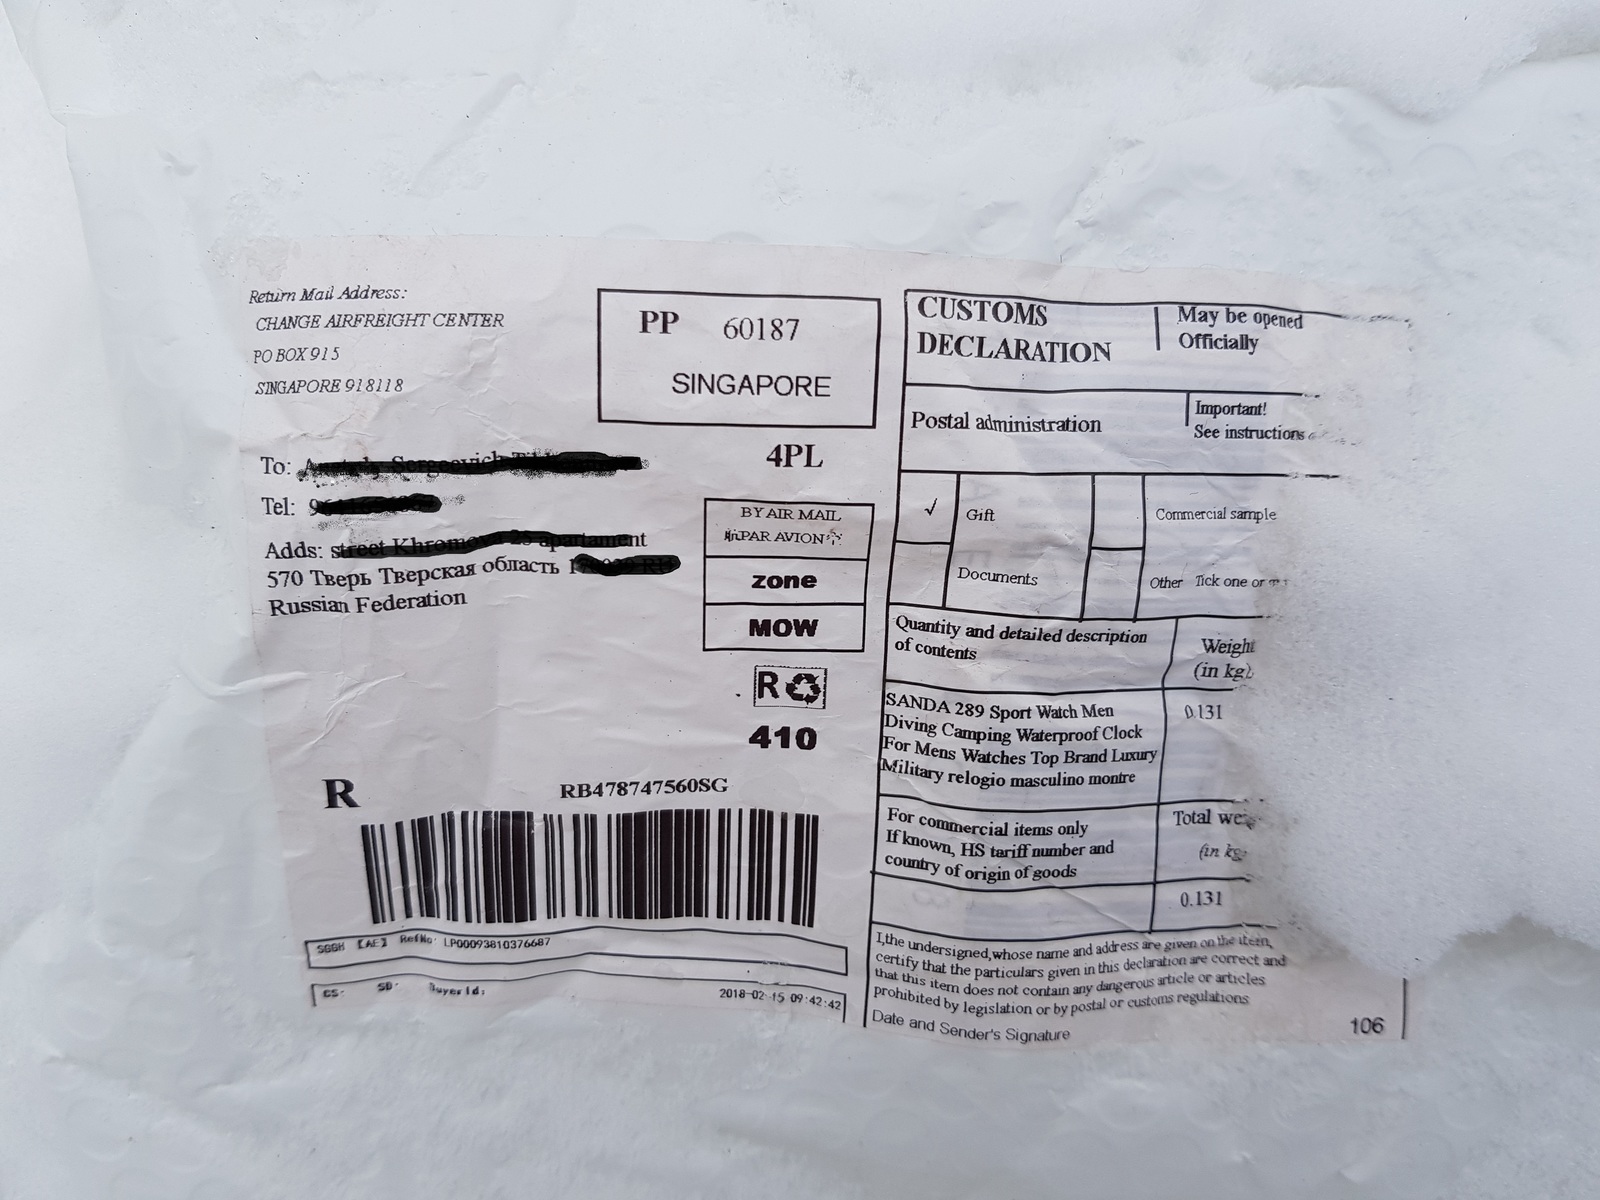 Return Mail Address:
CHANGE AIRFREIGHT CENTER
PO BOX 915
SINGAPORE 918118
PP 60187
SINGAPORE
4PL
To:
Tel:
Adds:
570 Тверь Тверская область
Russian Federation
BY AIR MAIL
PAR AVION
zone
MOW
R
410
R
RB478747560SG
SGGH [AE] RefNo: LP00093810376687
CS: SD: Buyer Id:
2018-02-15 09:42:42
CUSTOMS
DECLARATION
May be opened
Officially
Postal administration
Important!
See instructions
√ Gift
Commercial sample
Documents
Other Tick one or
Quantity and detailed description
of contents
Weight
(in kg)
SANDA 289 Sport Watch Men
Diving Camping Waterproof Clock
For Mens Watches Top Brand Luxury
Military relogio masculino montre
0.131
For commercial items only
If known, HS tariff number and
country of origin of goods
Total
(in
0.131
I,the undersigned,whose name and address are given on the item,
certify that the particulars given in this declaration are correct and
that this item does not contain any dangerous article or articles
prohibited by legislation or by postal or customs regulations
Date and Sender's Signature
106